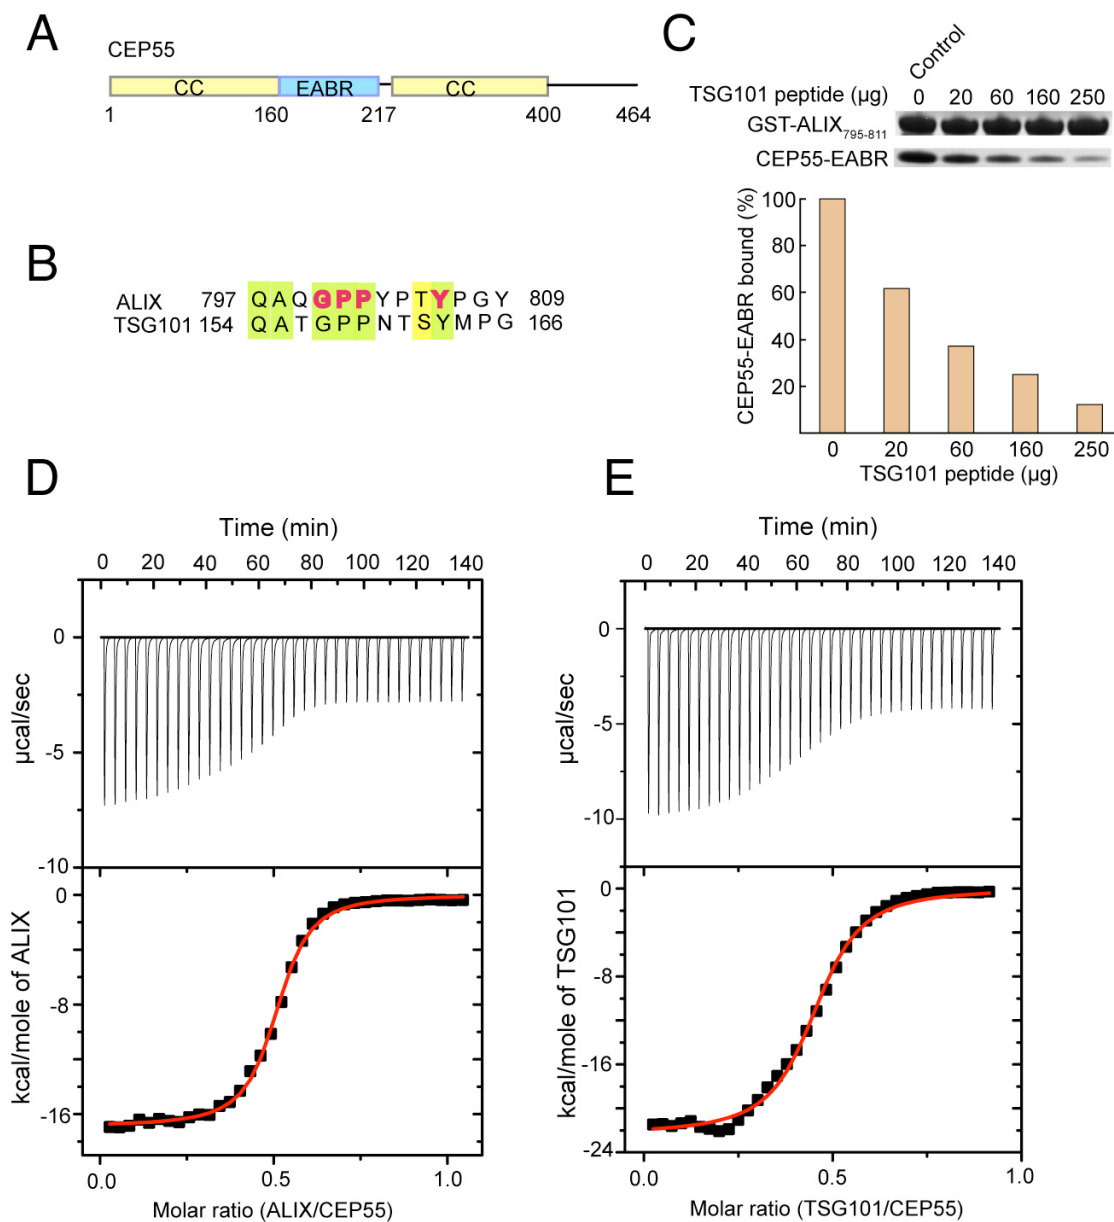 A
CEP55
CC EABR CC
1 160 217 400 464
B
ALIX 797 QAQGPPYPTYPGY 809
TSG101 154 QATGPPNTSYMPG 166
C
Control
TSG101 peptide (µg) 0 20 60 160 250
GST-ALIX795-811
CEP55-EABR
CEP55-EABR bound (%)
100
80
60
40
20
0 20 60 160 250
TSG101 peptide (µg)
D
Time (min)
0 20 40 60 80 100 120 140
µcal/sec
0
-5
-10
kcal/mole of ALIX
0
-8
-16
0.0 0.5 1.0
Molar ratio (ALIX/CEP55)
E
Time (min)
0 20 40 60 80 100 120 140
µcal/sec
0
-5
-10
kcal/mole of TSG101
0
-8
-16
-24
0.0 0.5 1.0
Molar ratio (TSG101/CEP55)